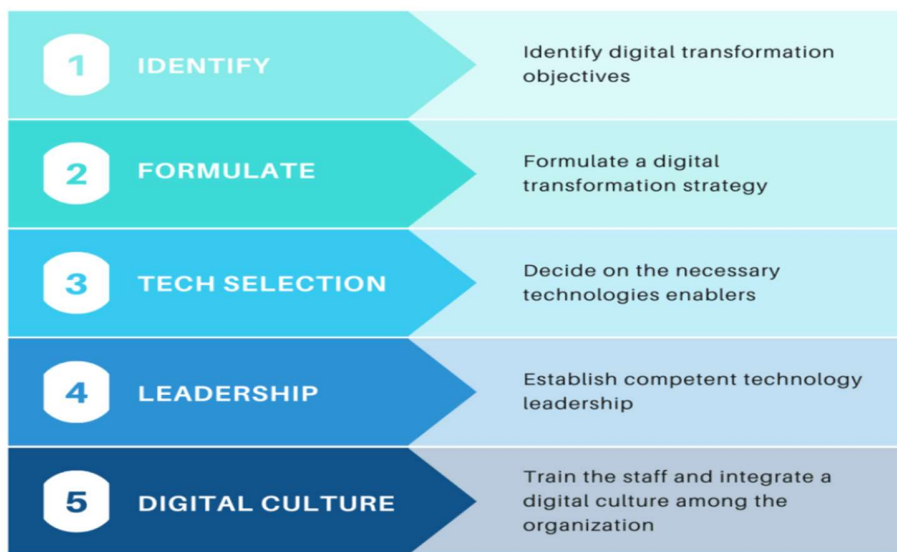 1 IDENTIFY
Identify digital transformation
objectives
2 FORMULATE
Formulate a digital
transformation strategy
3 TECH SELECTION
Decide on the necessary
technologies enablers
4 LEADERSHIP
Establish competent technology
leadership
5 DIGITAL CULTURE
Train the staff and integrate a
digital culture among the
organization